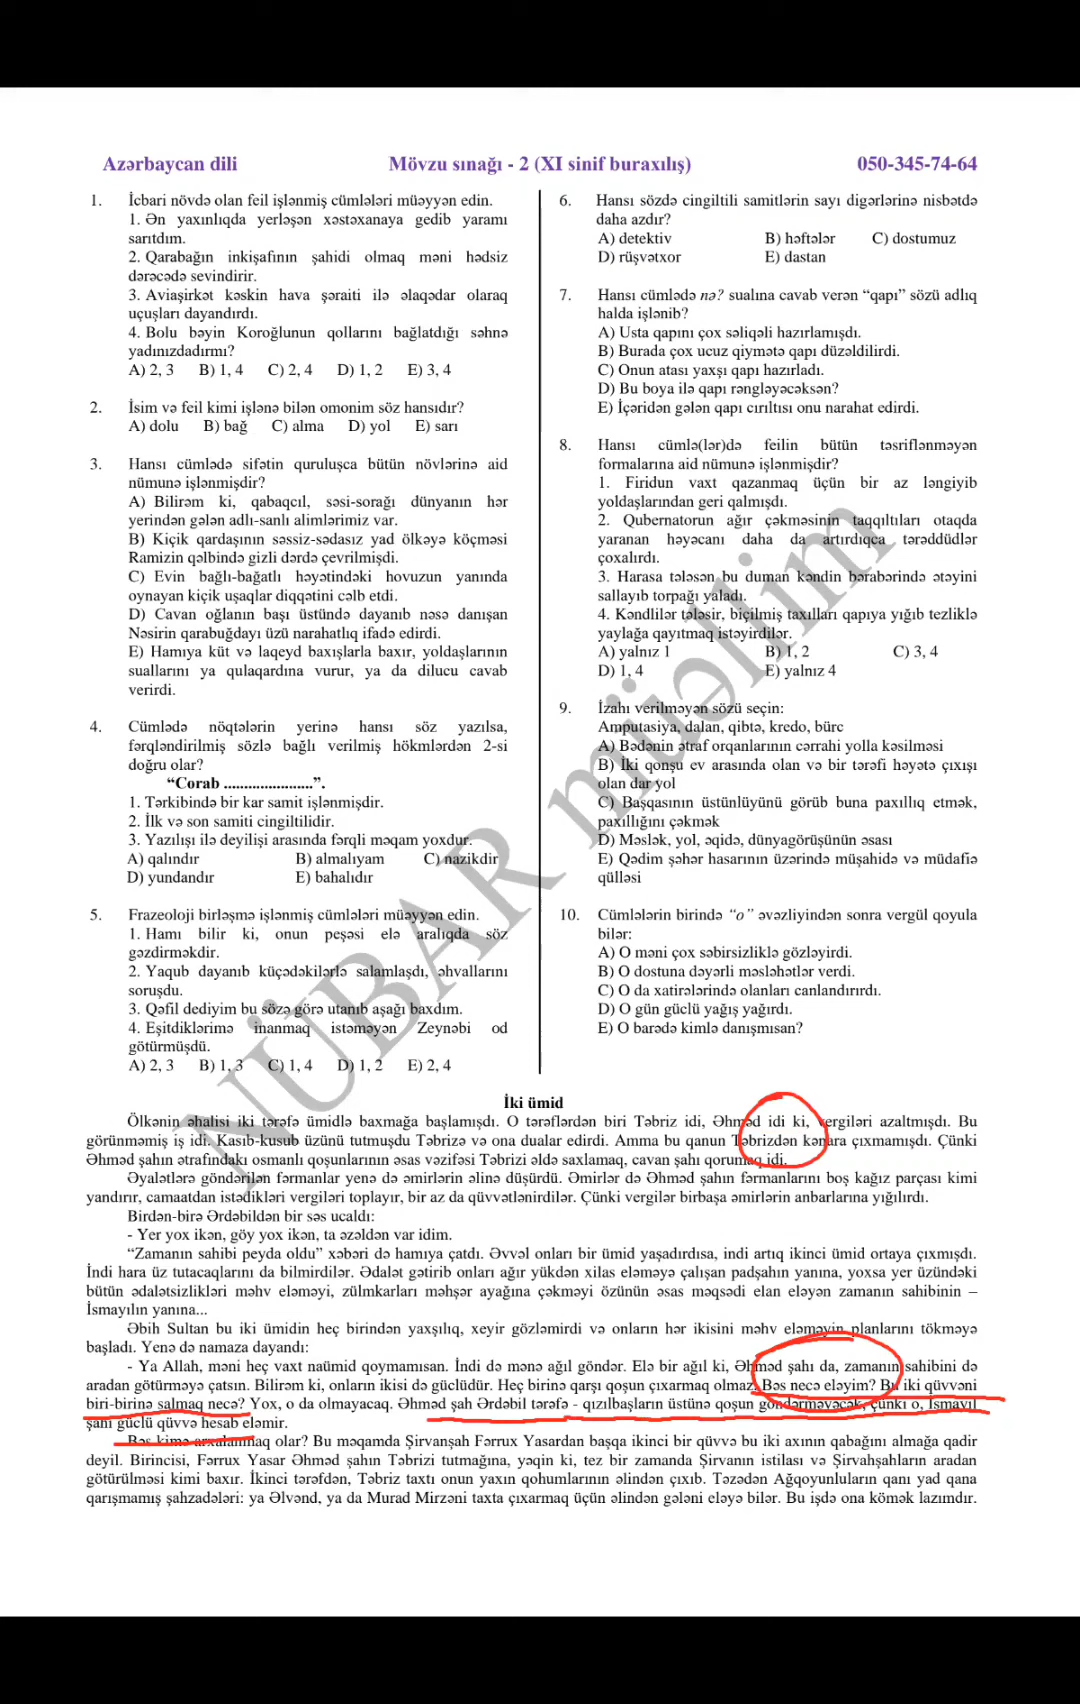 Azərbaycan dili Mövzu sınağı - 2 (XI sinif buraxılış) 050-345-74-64
1. İcbari növdə olan feil işlənmiş cümlələri müəyyən edin.
1. Ən yaxınlıqda yerləşən xəstəxanaya gedib yaramı
sarıtdım.
2. Qarabağın inkişafının şahidi olmaq məni hədsiz
dərəcədə sevindirir.
3. Aviaşirkət kəskin hava şəraiti ilə əlaqədar olaraq
uçuşları dayandırdı.
4. Bolu bəyin Koroğlunun qollarını bağlatdığı səhnə
yadınızdadırmı?
A) 2, 3 B) 1, 4 C) 2, 4 D) 1, 2 E) 3, 4
2. İsim və feil kimi işlənə bilən omonim söz hansıdır?
A) dolu B) bağ C) alma D) yol E) sarı
3. Hansı cümlədə sifətin quruluşca bütün növlərinə aid
nümunə işlənmişdir?
A) Bilirəm ki, qabaqcıl, səsi-sorağı dünyanın hər
yerindən gələn adlı-sanlı alimlərimiz var.
B) Kiçik qardaşının səssiz-sədasız yad ölkəyə köçməsi
Ramizin qəlbində gizli dərdə çevrilmişdi.
C) Evin bağlı-bağatlı həyətindəki hovuzun yanında
oynayan kiçik uşaqlar diqqətini cəlb etdi.
D) Cavan oğlanın başı üstündə dayanıb nəsə danışan
Nəsirin qarabuğdayı üzü narahatlıq ifadə edirdi.
E) Hamıya küt və laqeyd baxışlarla baxır, yoldaşlarının
suallarını ya qulaqardına vurur, ya da dilucu cavab
verirdi.
4. Cümlədə nöqtələrin yerinə hansı söz yazılsa,
fərqləndirilmiş sözlə bağlı verilmiş hökmlərdən 2-si
doğru olar?
“Corab ......................”.
1. Tərkibində bir kar samit işlənmişdir.
2. İlk və son samiti cingiltilidir.
3. Yazılışı ilə deyilişi arasında fərqli məqam yoxdur.
A) qalındır B) almalıyam C) nazikdir
D) yundandır E) bahalıdır
5. Frazeoloji birləşmə işlənmiş cümlələri müəyyən edin.
1. Hamı bilir ki, onun peşəsi elə aralıqda söz
gəzdirməkdir.
2. Yaqub dayanıb küçədəkilərlə salamlaşdı, əhvallarını
soruşdu.
3. Qəfil dediyim bu sözə görə utanıb aşağı baxdım.
4. Eşitdiklərimə inanmaq istəməyən Zeynəbi od
götürmüşdü.
A) 2, 3 B) 1, 3 C) 1, 4 D) 1, 2 E) 2, 4
6. Hansı sözdə cingiltili samitlərin sayı digərlərinə nisbətdə
daha azdır?
A) detektiv B) həftələr C) dostumuz
D) rüşvətxor E) dastan
7. Hansı cümlədə nə? sualına cavab verən “qapı” sözü adlıq
halda işlənib?
A) Usta qapını çox səliqəli hazırlamışdı.
B) Burada çox ucuz qiymətə qapı düzəldilirdi.
C) Onun atası yaxşı qapı hazırladı.
D) Bu boya ilə qapı rəngləyəcəksən?
E) İçəridən gələn qapı cırıltısı onu narahat edirdi.
8. Hansı cümlə(lər)də feilin bütün təsriflənməyən
formalarına aid nümunə işlənmişdir?
1. Firidun vaxt qazanmaq üçün bir az ləngiyib
yoldaşlarından geri qalmışdı.
2. Qubernatorun ağır çəkməsinin taqqıltıları otaqda
yaranan həyəcanı daha da artırdıqca tərəddüdlər
çoxalırdı.
3. Harasa tələsən bu duman kəndin bərabərində ətəyini
sallayıb torpağı yaladı.
4. Kəndlilər tələsir, biçilmiş taxılları qapıya yığıb tezliklə
yaylağa qayıtmaq istəyirdilər.
A) yalnız 1 B) 1, 2 C) 3, 4
D) 1, 4 E) yalnız 4
9. İzahı verilməyən sözü seçin:
Amputasiya, dalan, qibtə, kredo, bürc
A) Bədənin ətraf orqanlarının cərrahi yolla kəsilməsi
B) İki qonşu ev arasında olan və bir tərəfi həyətə çıxışı
olan dar yol
C) Başqasının üstünlüyünü görüb buna paxıllıq etmək,
paxıllığını çəkmək
D) Məslək, yol, əqidə, dünyagörüşünün əsası
E) Qədim şəhər hasarının üzərində müşahidə və müdafiə
qülləsi
10. Cümlələrin birində “o” əvəzliyindən sonra vergül qoyula
bilər:
A) O məni çox səbirsizliklə gözləyirdi.
B) O dostuna dəyərli məsləhətlər verdi.
C) O da xatirələrində olanları canlandırırdı.
D) O gün güclü yağış yağırdı.
E) O barədə kimlə danışmısan?
NÜBAR müəllim
İki ümid
Ölkənin əhalisi iki tərəfə ümidlə baxmağa başlamışdı. O tərəflərdən biri Təbriz idi, Əhməd idi ki, vergiləri azaltmışdı. Bu
görünməmiş iş idi. Kasıb-kusub üzünü tutmuşdu Təbrizə və ona dualar edirdi. Amma bu qanun Təbrizdən kənara çıxmamışdı. Çünki
Əhməd şahın ətrafındakı osmanlı qoşunlarının əsas vəzifəsi Təbrizi əldə saxlamaq, cavan şahı qorumaq idi.
Əyalətlərə göndərilən fərmanlar yenə də əmirlərin əlinə düşürdü. Əmirlər də Əhməd şahın fərmanlarını boş kağız parçası kimi
yandırır, camaatdan istədikləri vergiləri toplayır, bir az da qüvvətlənirdilər. Çünki vergilər birbaşa əmirlərin anbarlarına yığılırdı.
Birdən-birə Ərdəbildən bir səs ucaldı:
- Yer yox ikən, göy yox ikən, ta əzəldən var idim.
“Zamanın sahibi peyda oldu” xəbəri də hamıya çatdı. Əvvəl onları bir ümid yaşadırdısa, indi artıq ikinci ümid ortaya çıxmışdı.
İndi hara üz tutacaqlarını da bilmirdilər. Ədalət gətirib onları ağır yükdən xilas eləməyə çalışan padşahın yanına, yoxsa yer üzündəki
bütün ədalətsizlikləri məhv eləməyi, zülmkarları məhşər ayağına çəkməyi özünün əsas məqsədi elan eləyən zamanın sahibinin –
İsmayılın yanına...
Əbih Sultan bu iki ümidin heç birindən yaxşılıq, xeyir gözləmirdi və onların hər ikisini məhv eləməyin planlarını tökməyə
başladı. Yenə də namaza dayandı:
- Ya Allah, məni heç vaxt naümid qoymamısan. İndi də mənə ağıl göndər. Elə bir ağıl ki, Əhməd şahı da, zamanın sahibini də
aradan götürməyə çatsın. Bilirəm ki, onların ikisi də güclüdür. Heç birinə qarşı qoşun çıxarmaq olmaz. Bəs necə eləyim? Bu iki qüvvəni
biri-birinə salmaq necə? Yox, o da olmayacaq. Əhməd şah Ərdəbil tərəfə - qızılbaşların üstünə qoşun göndərməyəcək, çünki o, İsmayıl
şahı güclü qüvvə hesab eləmir.
Bəs kimə arxalanmaq olar? Bu məqamda Şirvanşah Fərrux Yasardan başqa ikinci bir qüvvə bu iki axının qabağını almağa qadir
deyil. Birincisi, Fərrux Yasar Əhməd şahın Təbrizi tutmağına, yəqin ki, tez bir zamanda Şirvanın istilası və Şirvahşahların aradan
götürülməsi kimi baxır. İkinci tərəfdən, Təbriz taxtı onun yaxın qohumlarının əlindən çıxıb. Təzədən Ağqoyunluların qanı yad qana
qarışmamış şahzadələri: ya Əlvənd, ya da Murad Mirzəni taxta çıxarmaq üçün əlindən gələni eləyə bilər. Bu işdə ona kömək lazımdır.